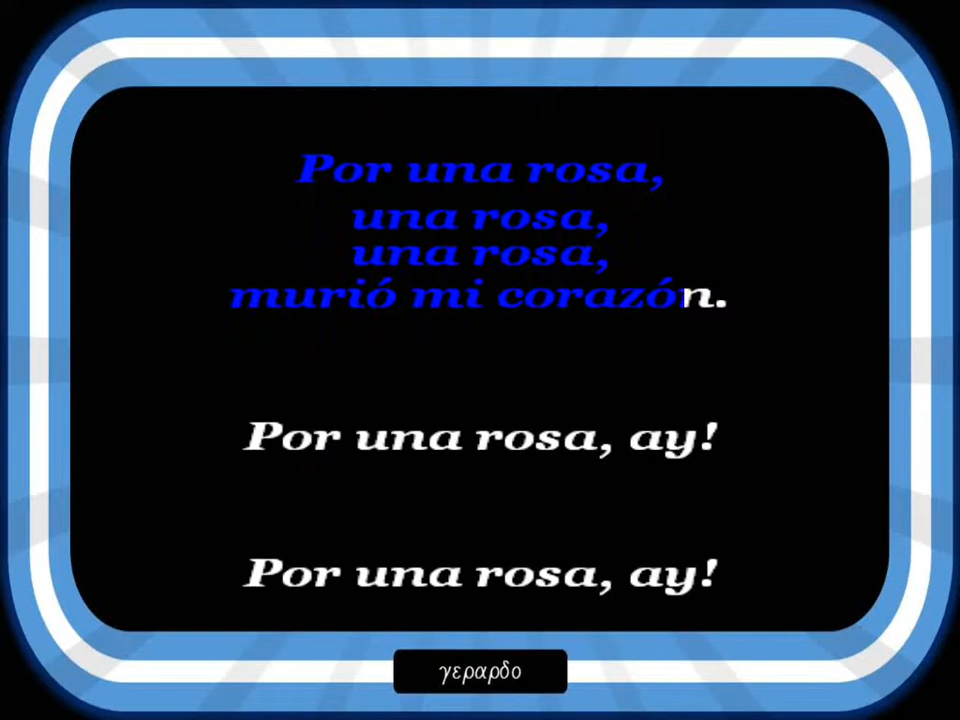 Por una rosa,
una rosa,
una rosa,
murió mi corazón.
Por una rosa, ay!
Por una rosa, ay!
γεραρδο